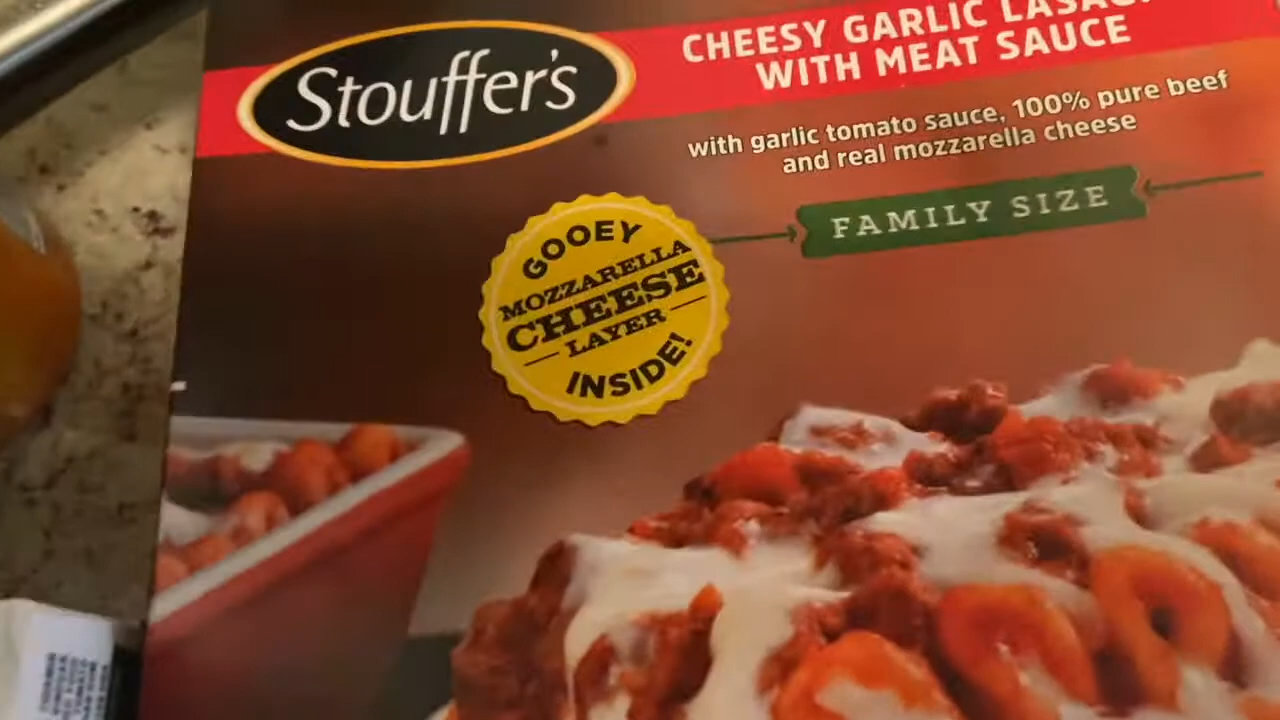 Stouffer's
CHEESY GARLIC LASAG
WITH MEAT SAUCE
with garlic tomato sauce, 100% pure beef
and real mozzarella cheese
FAMILY SIZE
GOOEY
MOZZARELLA
CHEESE
LAYER
INSIDE!